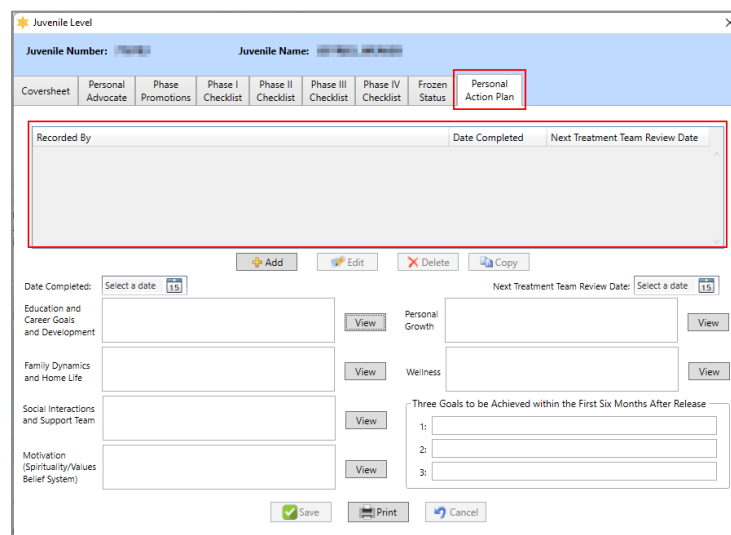 Juvenile Level
Juvenile Number:
Juvenile Name:
Coversheet
Personal
Advocate
Phase
Promotions
Phase I
Checklist
Phase II
Checklist
Phase III
Checklist
Phase IV
Checklist
Frozen
Status
Personal
Action Plan
Recorded By
Date Completed
Next Treatment Team Review Date
Add
Edit
Delete
Copy
Date Completed:
Select a date
15
Next Treatment Team Review Date:
Select a date
15
Education and
Career Goals
and Development
View
Personal
Growth
View
Family Dynamics
and Home Life
View
Wellness
View
Social Interactions
and Support Team
View
Three Goals to be Achieved within the First Six Months After Release
1:
2:
3:
Motivation
(Spirituality/Values
Belief System)
View
Save
Print
Cancel